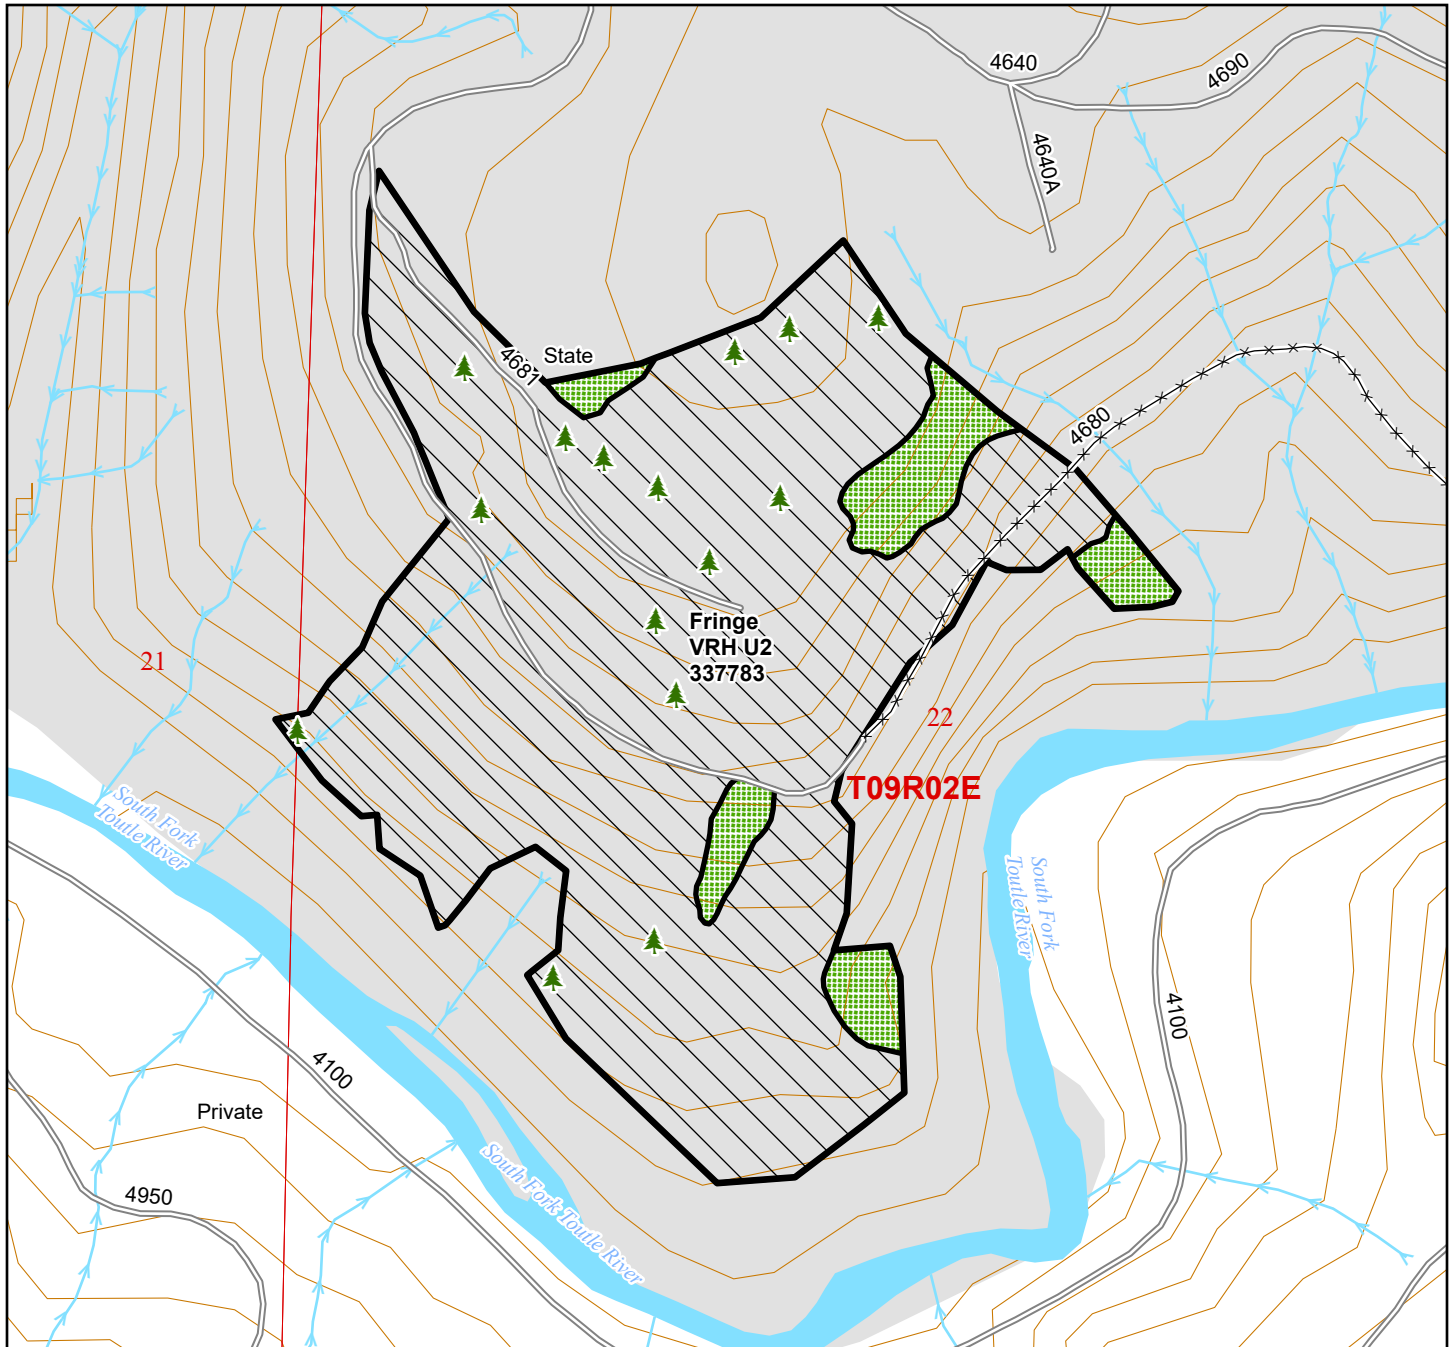 4640
4690
4640A
State
4681
4680
Fringe
VRH U2
337783
21
22
T09R02E
South Fork
Toutle River
South Fork
Toutle River
4100
4100
Private
South Fork Toutle River
4950